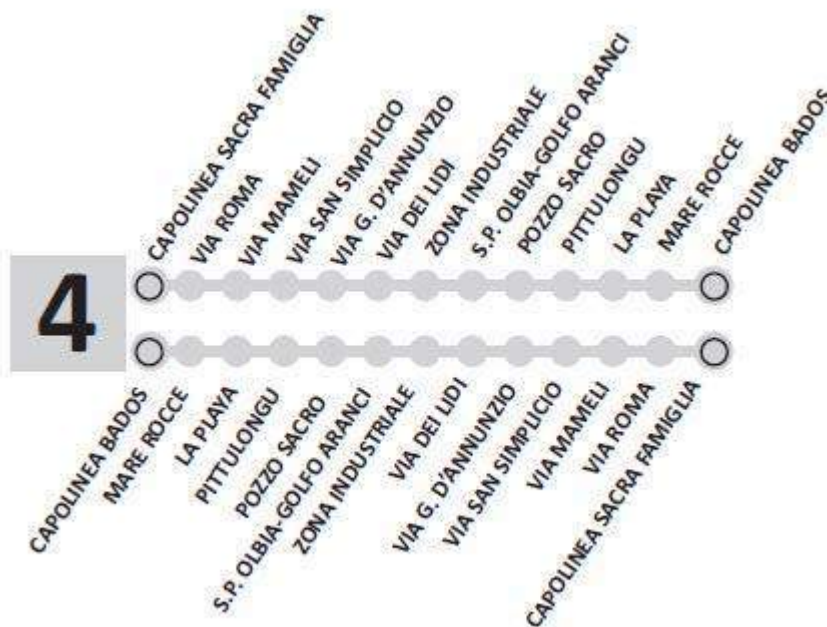 CAPOLINEA SACRA FAMIGLIA
VIA ROMA
VIA MAMELI
VIA SAN SIMPLICIO
VIA G. D'ANNUNZIO
VIA DEI LIDI
ZONA INDUSTRIALE
S.P. OLBIA-GOLFO ARANCI
POZZO SACRO
PITTULONGU
LA PLAYA
MARE ROCCE
CAPOLINEA BADOS
4
CAPOLINEA BADOS
MARE ROCCE
LA PLAYA
PITTULONGU
POZZO SACRO
S.P. OLBIA-GOLFO ARANCI
ZONA INDUSTRIALE
VIA DEI LIDI
VIA G. D'ANNUNZIO
VIA SAN SIMPLICIO
VIA MAMELI
VIA ROMA
CAPOLINEA SACRA FAMIGLIA